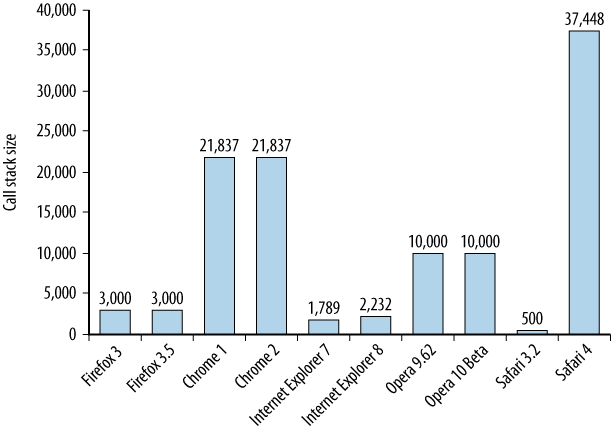 40,000
35,000
30,000
25,000
20,000
15,000
10,000
5,000
0
Call stack size
3,000
3,000
21,837
21,837
1,789
2,232
10,000
10,000
500
37,448
Firefox 3
Firefox 3.5
Chrome 1
Chrome 2
Internet Explorer 7
Internet Explorer 8
Opera 9.62
Opera 10 Beta
Safari 3.2
Safari 4